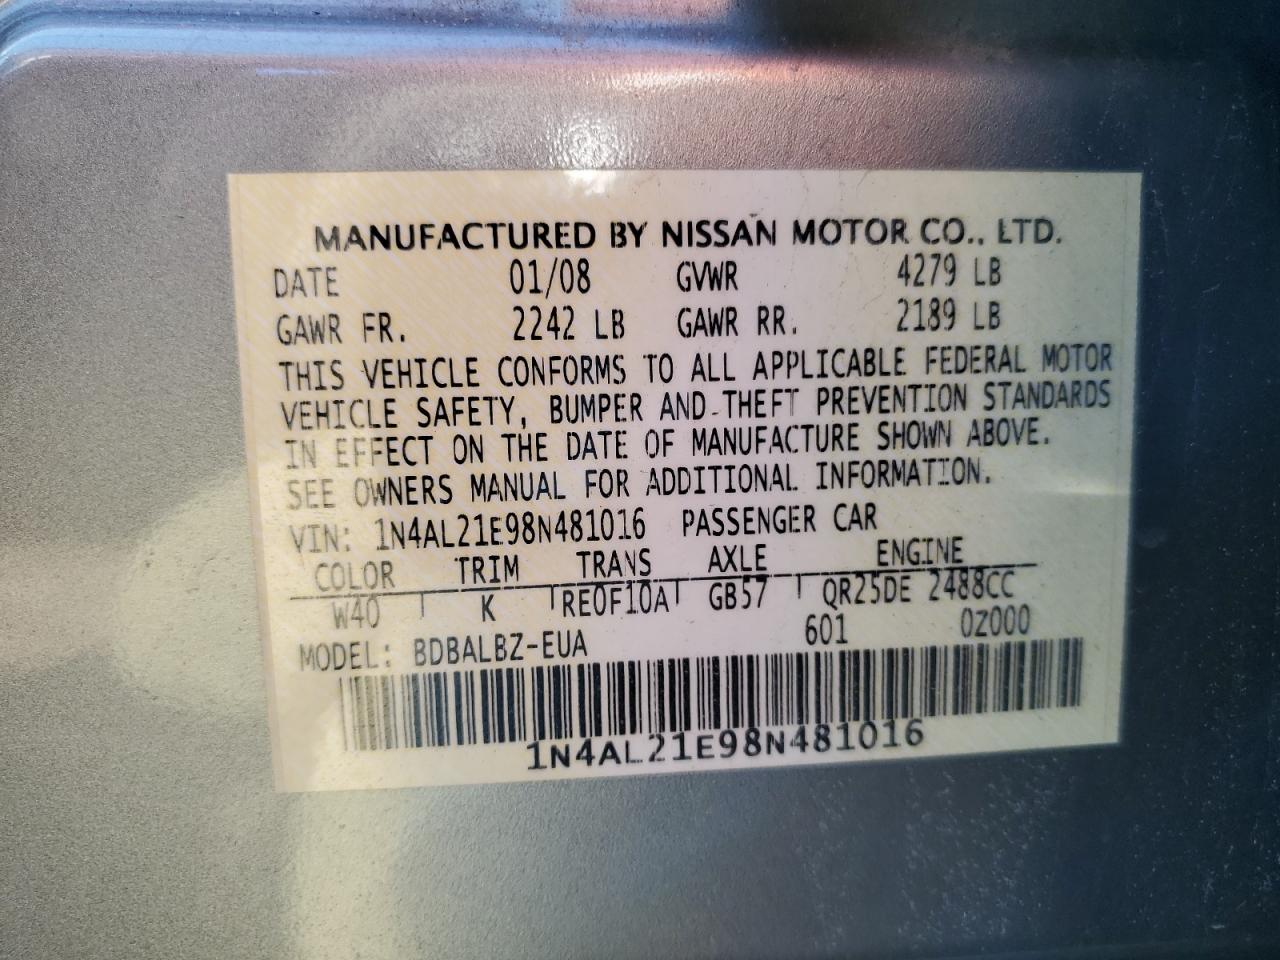 MANUFACTURED BY NISSAN MOTOR CO., LTD.
DATE 01/08 GVWR 4279 LB
GAWR FR. 2242 LB GAWR RR. 2189 LB
THIS VEHICLE CONFORMS TO ALL APPLICABLE FEDERAL MOTOR
VEHICLE SAFETY, BUMPER AND THEFT PREVENTION STANDARDS
IN EFFECT ON THE DATE OF MANUFACTURE SHOWN ABOVE.
SEE OWNERS MANUAL FOR ADDITIONAL INFORMATION.
VIN: 1N4AL21E98N481016 PASSENGER CAR
COLOR TRIM TRANS AXLE ENGINE
W40 K RE0F10A GB57 QR25DE 2488CC
601 0Z000
MODEL: BDBALBZ-EUA
1N4AL21E98N481016